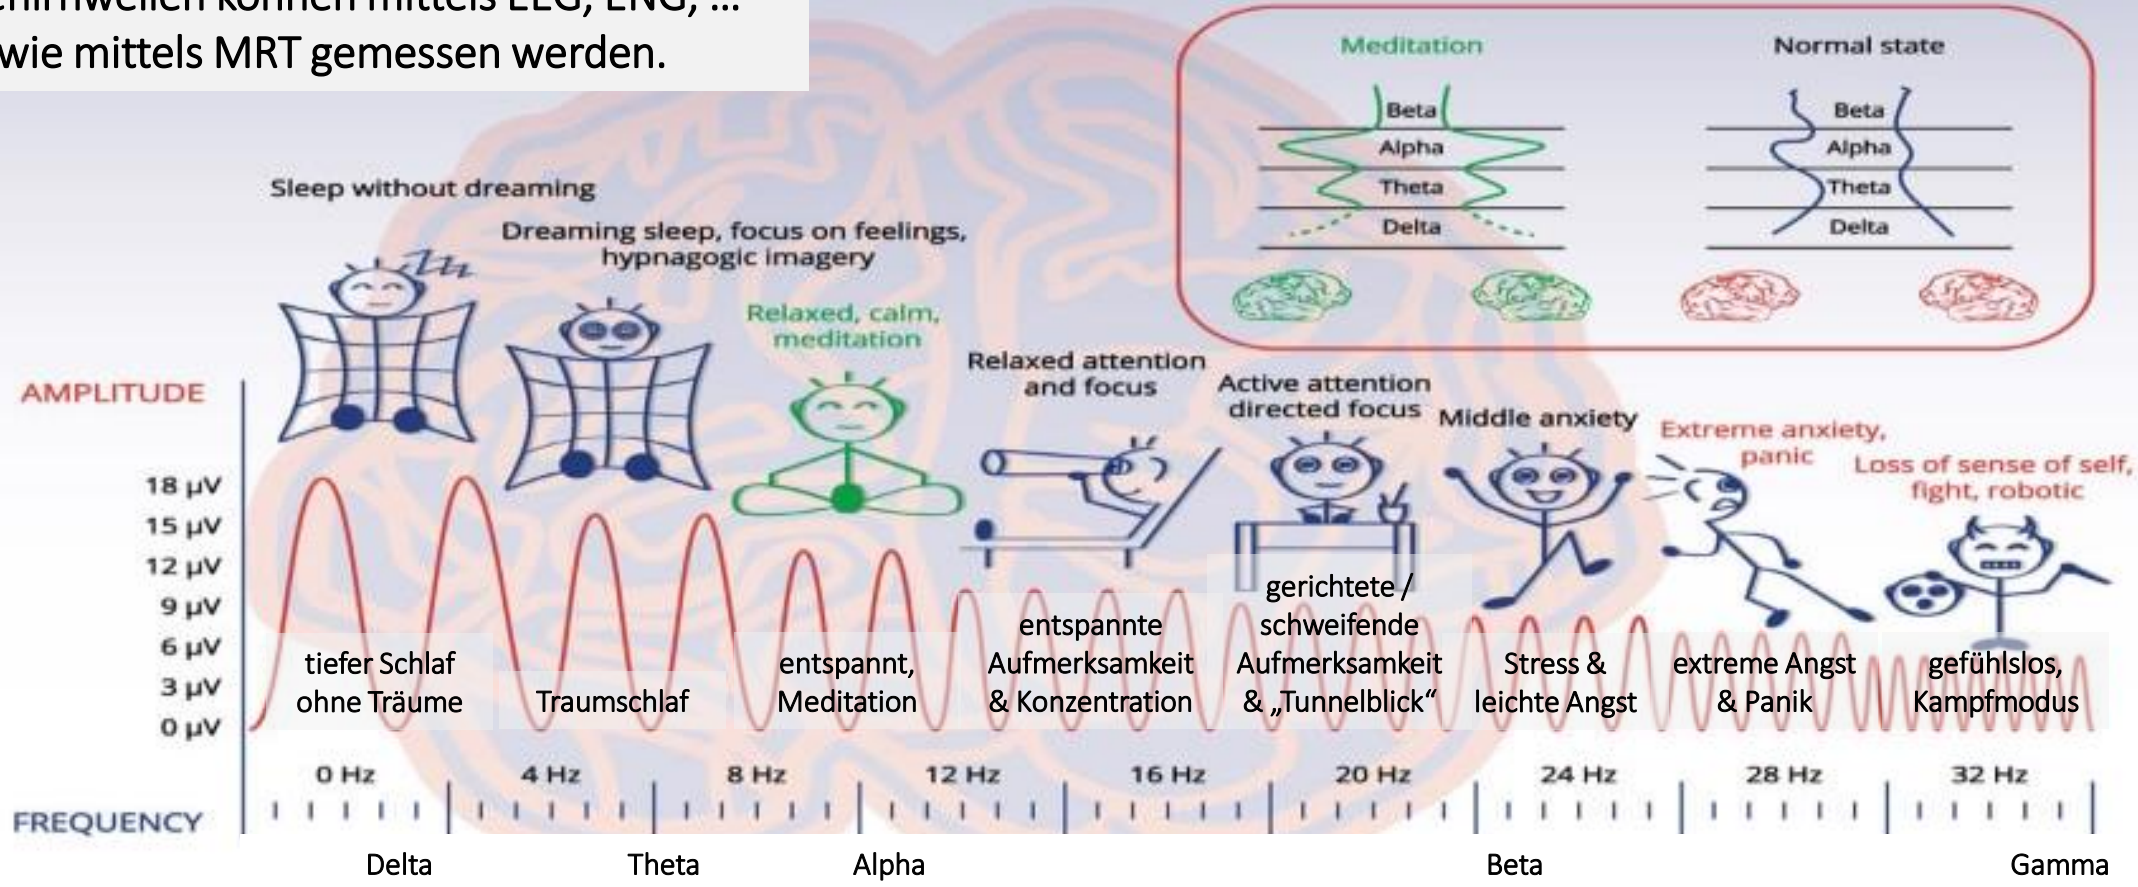 mittels EEG, ENG, ...
wie mittels MRT gemessen werden.
Meditation
Beta
Alpha
Theta
Delta
Normal state
Beta
Alpha
Theta
Delta
Sleep without dreaming
Dreaming sleep, focus on feelings,
hypnagogic imagery
Relaxed, calm,
meditation
Relaxed attention
and focus
Active attention
directed focus
Middle anxiety
Extreme anxiety,
panic
Loss of sense of self,
fight, robotic
AMPLITUDE
18 µV
15 µV
12 µV
9 µV
6 µV
3 µV
0 µV
tiefer Schlaf
ohne Träume
Traumschlaf
entspannt,
Meditation
entspannte
Aufmerksamkeit
& Konzentration
gerichtete /
schweifende
Aufmerksamkeit
& „Tunnelblick“
Stress &
leichte Angst
extreme Angst
& Panik
gefühlslos,
Kampfmodus
0 Hz 4 Hz 8 Hz 12 Hz 16 Hz 20 Hz 24 Hz 28 Hz 32 Hz
FREQUENCY
Delta Theta Alpha Beta Gamma